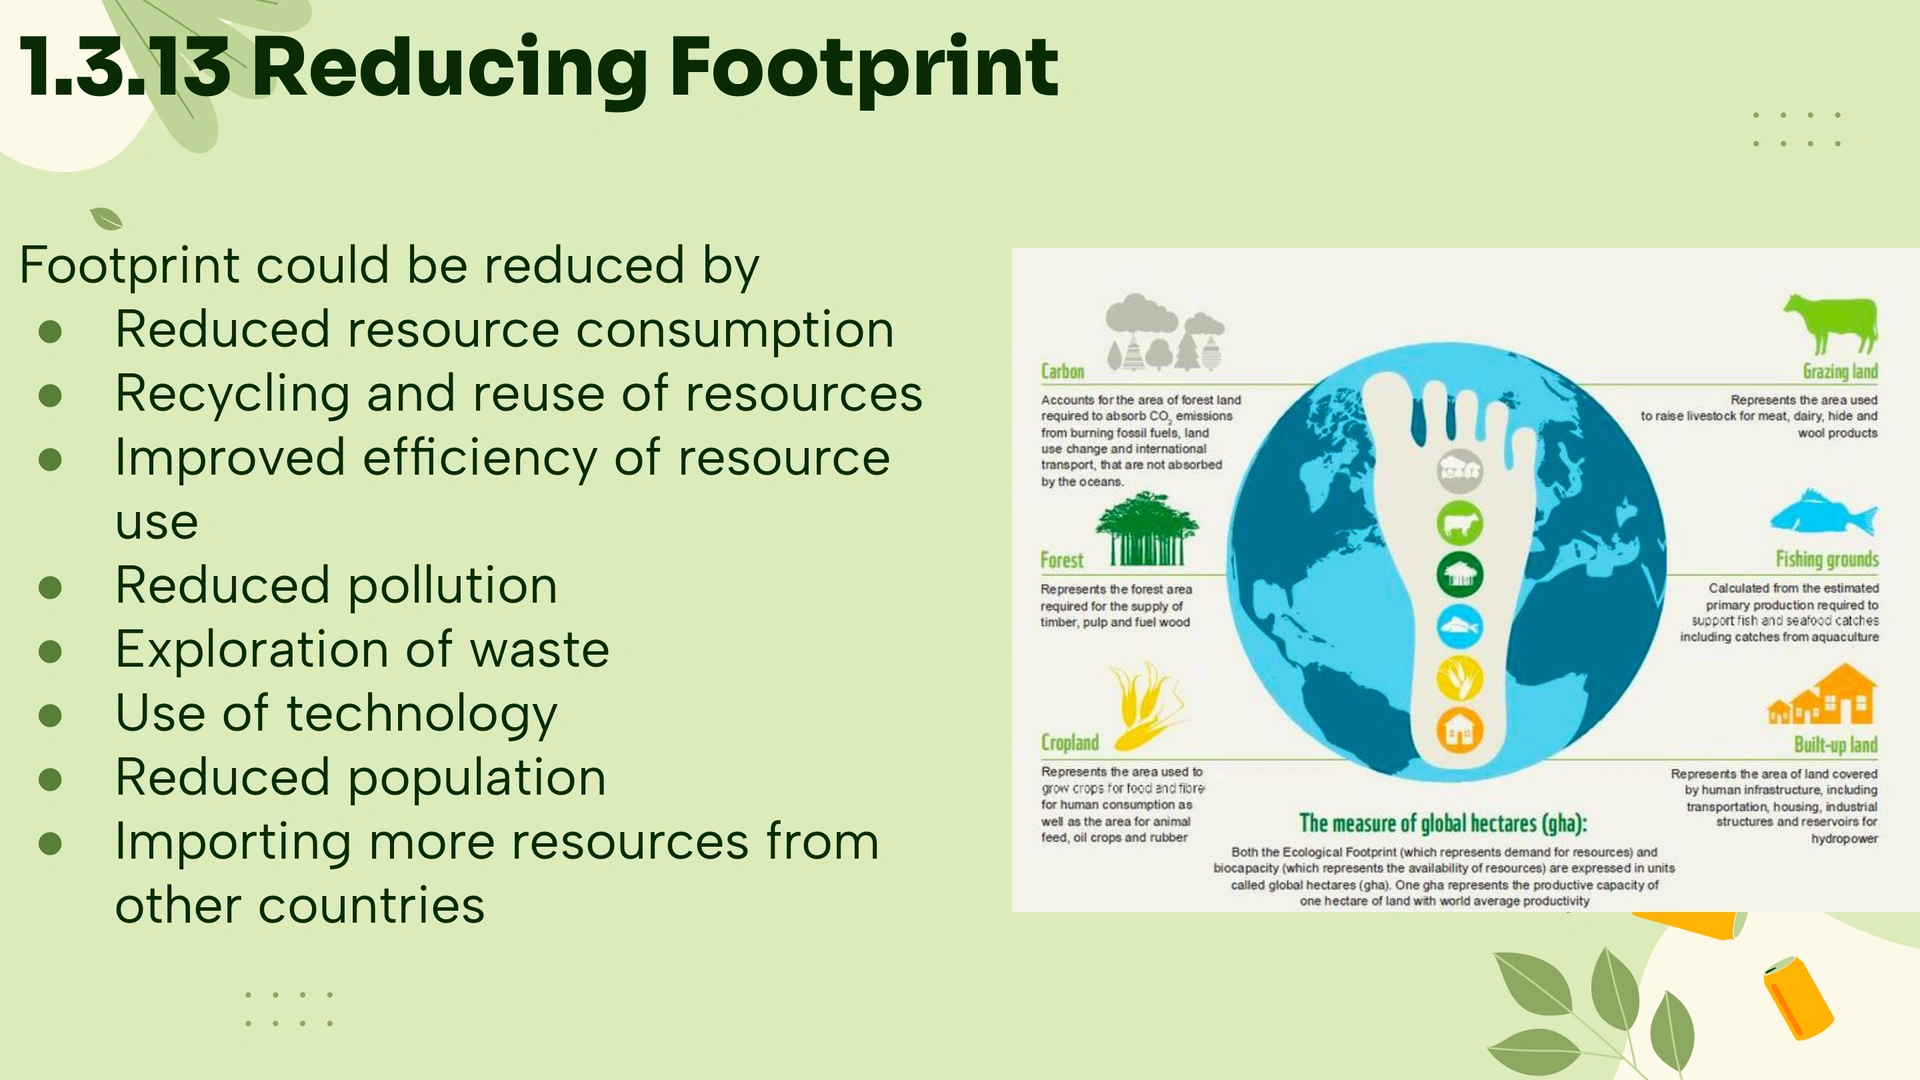 1.3.13 Reducing Footprint
Footprint could be reduced by
● Reduced resource consumption
● Recycling and reuse of resources
● Improved efficiency of resource
use
● Reduced pollution
● Exploration of waste
● Use of technology
● Reduced population
● Importing more resources from
other countries
Carbon
Accounts for the area of forest land
required to absorb CO₂ emissions
from burning fossil fuels, land
use change and international
transport, that are not absorbed
by the oceans.
Forest
Represents the forest area
required for the supply of
timber, pulp and fuel wood
Cropland
Represents the area used to
grow crops for food and fibre
for human consumption as
well as the area for animal
feed, oil crops and rubber
Grazing land
Represents the area used
to raise livestock for meat, dairy, hide and
wool products
Fishing grounds
Calculated from the estimated
primary production required to
support fish and seafood catches
including catches from aquaculture
Built-up land
Represents the area of land covered
by human infrastructure, including
transportation, housing, industrial
structures and reservoirs for
hydropower
The measure of global hectares (gha):
Both the Ecological Footprint (which represents demand for resources) and
biocapacity (which represents the availability of resources) are expressed in units
called global hectares (gha). One gha represents the productive capacity of
one hectare of land with world average productivity